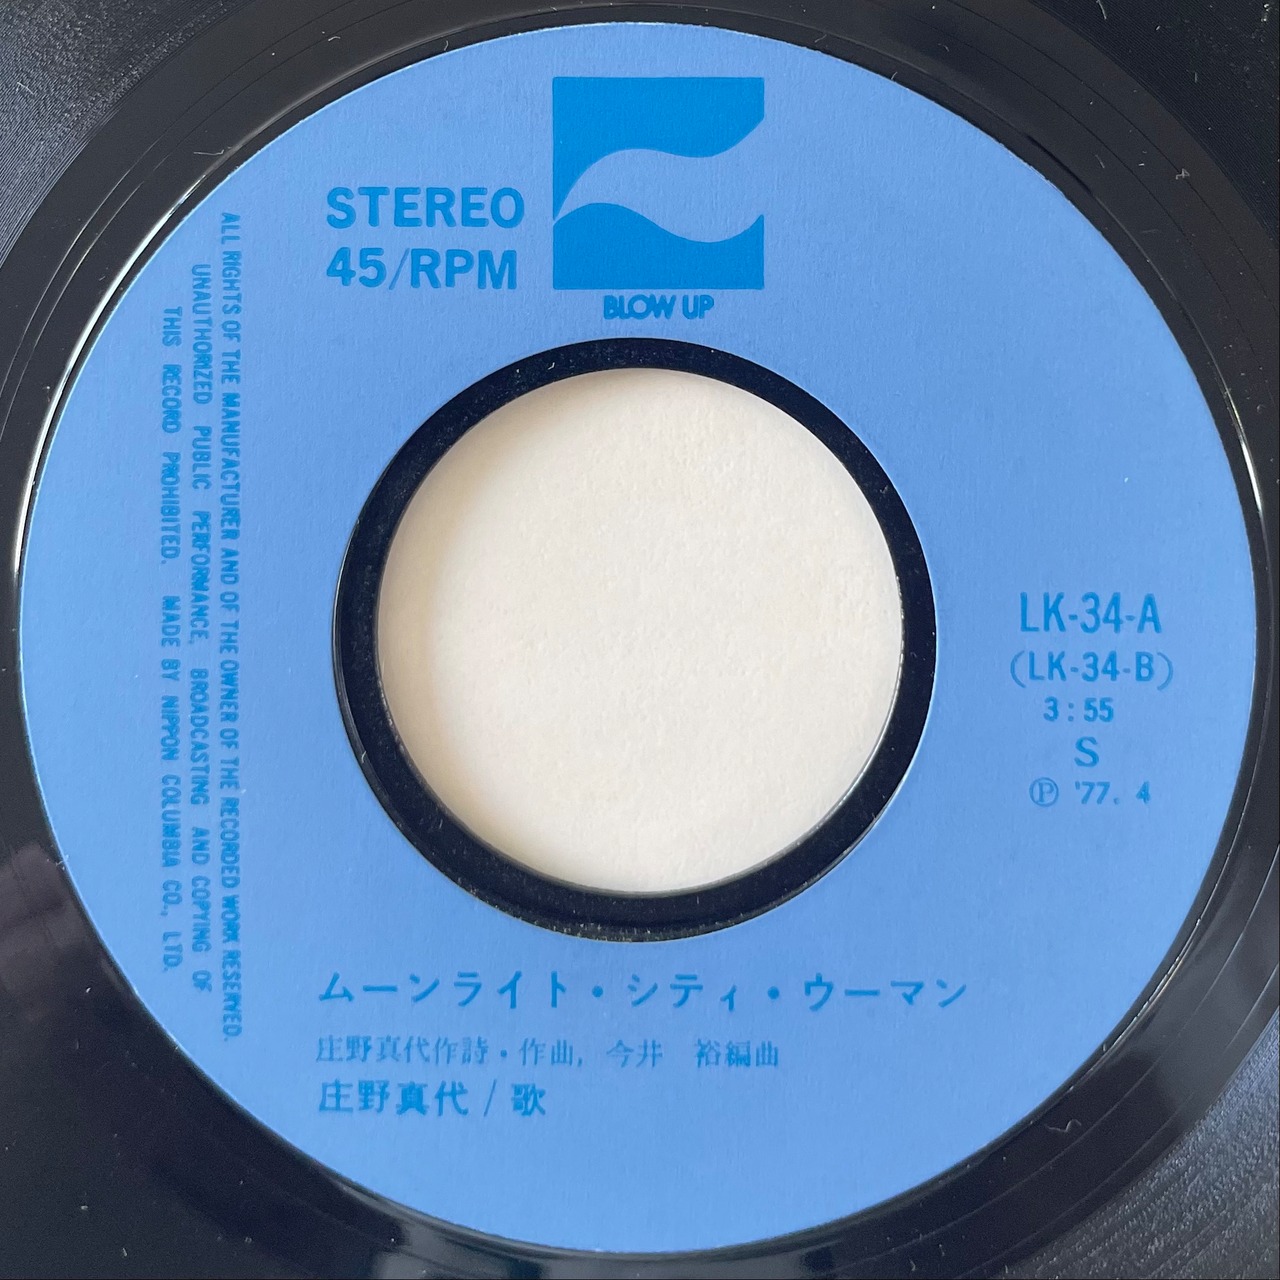 STEREO
45/RPM
BLOW UP
ALL RIGHTS OF THE MANUFACTURER AND OF THE OWNER OF THE RECORDED WORK RESERVED.
UNAUTHORIZED PUBLIC PERFORMANCE, BROADCASTING AND COPYING OF
THIS RECORD PROHIBITED. MADE BY NIPPON COLUMBIA CO., LTD.
LK-34-A
(LK-34-B)
3:55
S
Ⓟ '77. 4
ムーンライト・シティ・ウーマン
庄野真代作詩・作曲, 今井 裕編曲
庄野真代 / 歌